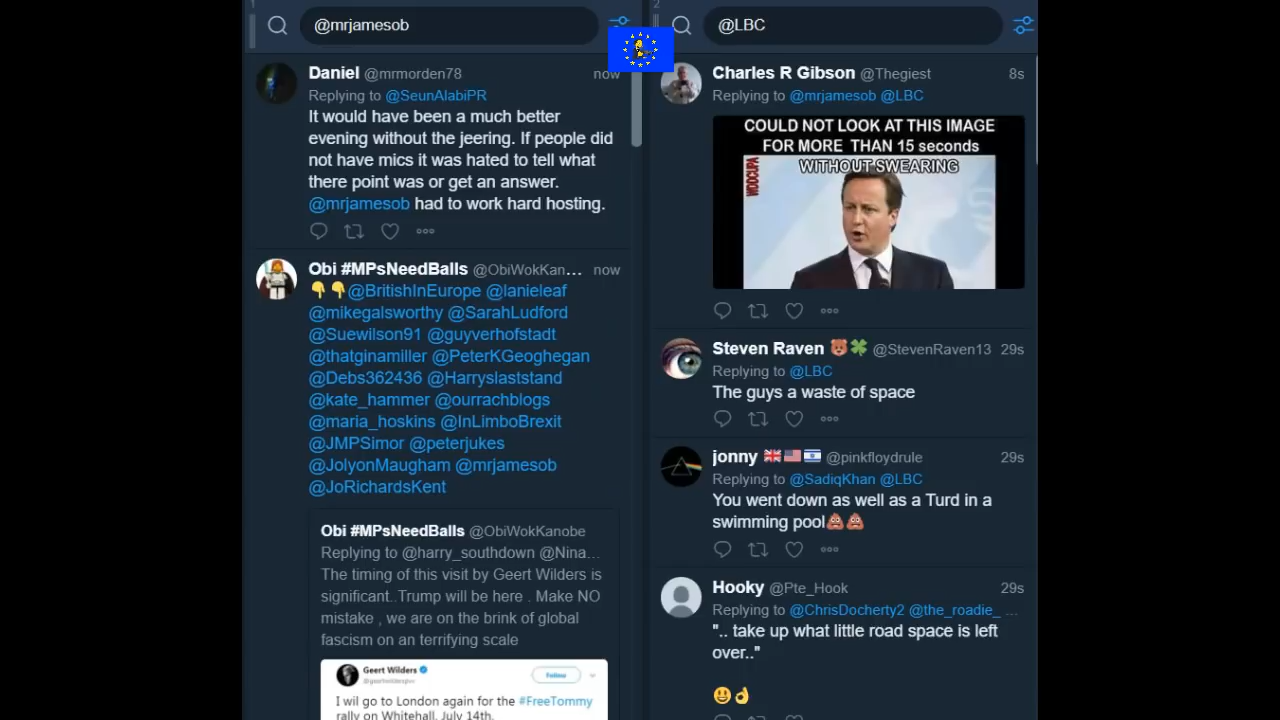 1
@mrjamesob
Daniel @mrmorden78 now
Replying to @SeunAlabiPR
It would have been a much better
evening without the jeering. If people did
not have mics it was hated to tell what
there point was or get an answer.
@mrjamesob had to work hard hosting.
Obi #MPsNeedBalls @ObiWokKan... now
👇👇@BritishInEurope @lanieleaf
@mikegalsworthy @SarahLudford
@Suewilson91 @guyverhofstadt
@thatginamiller @PeterKGeoghegan
@Debs362436 @Harryslaststand
@kate_hammer @ourrachblogs
@maria_hoskins @InLimboBrexit
@JMPSimor @peterjukes
@JolyonMaugham @mrjamesob
@JoRichardsKent
Obi #MPsNeedBalls @ObiWokKanobe
Replying to @harry_southdown @Nina...
The timing of this visit by Geert Wilders is
significant..Trump will be here . Make NO
mistake , we are on the brink of global
fascism on an terrifying scale
Geert Wilders
@geertwilderspvv
Follow
I wil go to London again for the #FreeTommy
rally on Whitehall, July 14th.
2
@LBC
Charles R Gibson @Thegiest 8s
Replying to @mrjamesob @LBC
COULD NOT LOOK AT THIS IMAGE
FOR MORE THAN 15 seconds
WITHOUT SWEARING
WOOCUPA
Steven Raven 🐻🍀 @StevenRaven13 29s
Replying to @LBC
The guys a waste of space
jonny 🇬🇧🇺🇸🇮🇱 @pinkfloydrule 29s
Replying to @SadiqKhan @LBC
You went down as well as a Turd in a
swimming pool💩💩
Hooky @Pte_Hook 29s
Replying to @ChrisDocherty2 @the_roadie_ ...
".. take up what little road space is left
over.."
😃👌